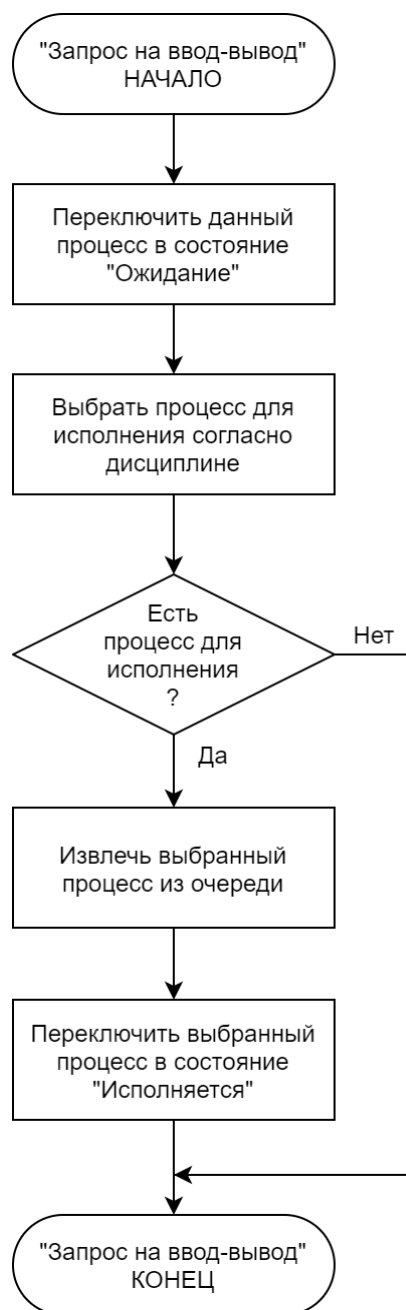 "Запрос на ввод-вывод"
НАЧАЛО
Переключить данный
процесс в состояние
"Ожидание"
Выбрать процесс для
исполнения согласно
дисциплине
Есть
процесс для
исполнения
?
Нет
Да
Извлечь выбранный
процесс из очереди
Переключить выбранный
процесс в состояние
"Исполняется"
"Запрос на ввод-вывод"
КОНЕЦ